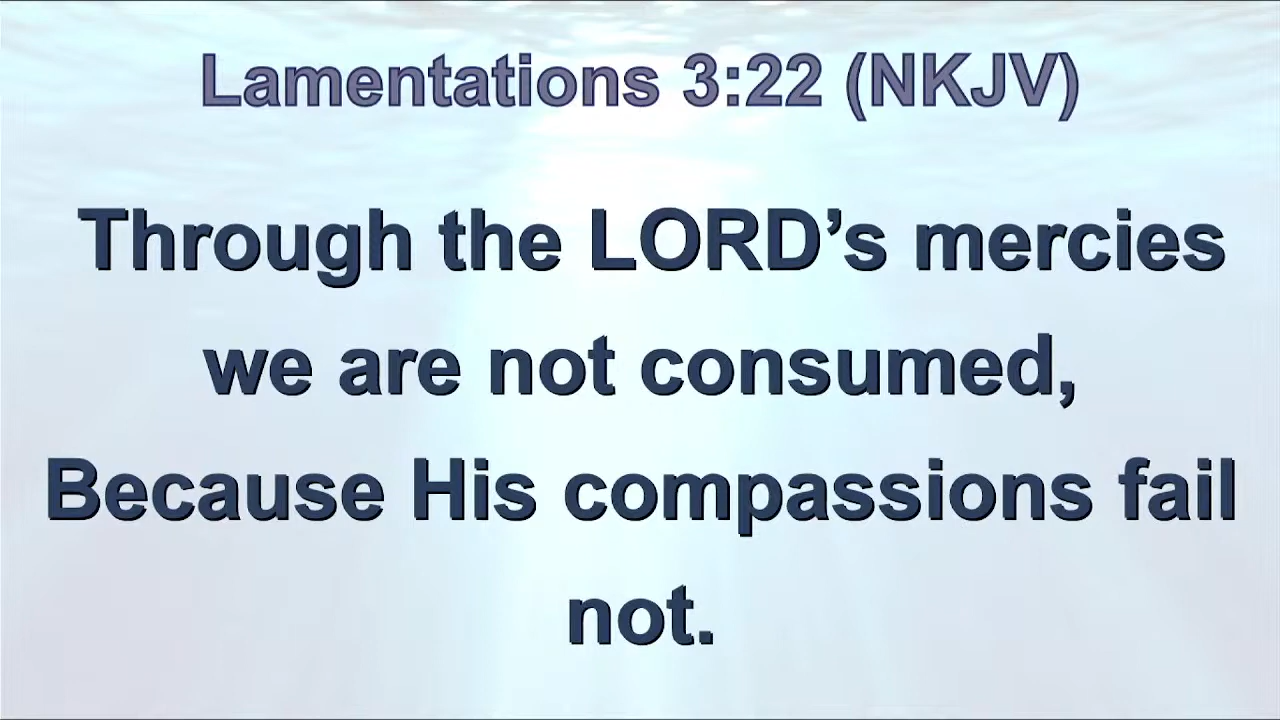 Lamentations 3:22 (NKJV)
Through the LORD’s mercies
we are not consumed,
Because His compassions fail
not.